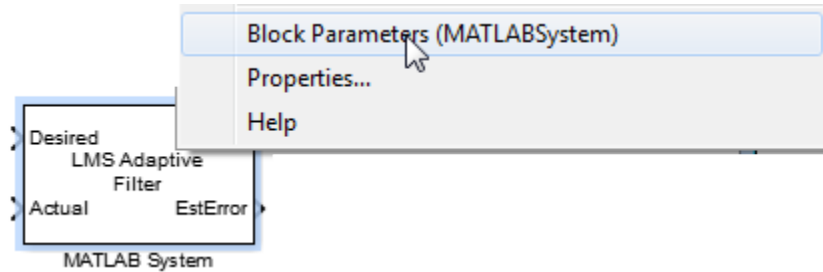 Block Parameters (MATLABSystem)
Properties...
Help
Desired
LMS Adaptive
Filter
Actual EstError
MATLAB System